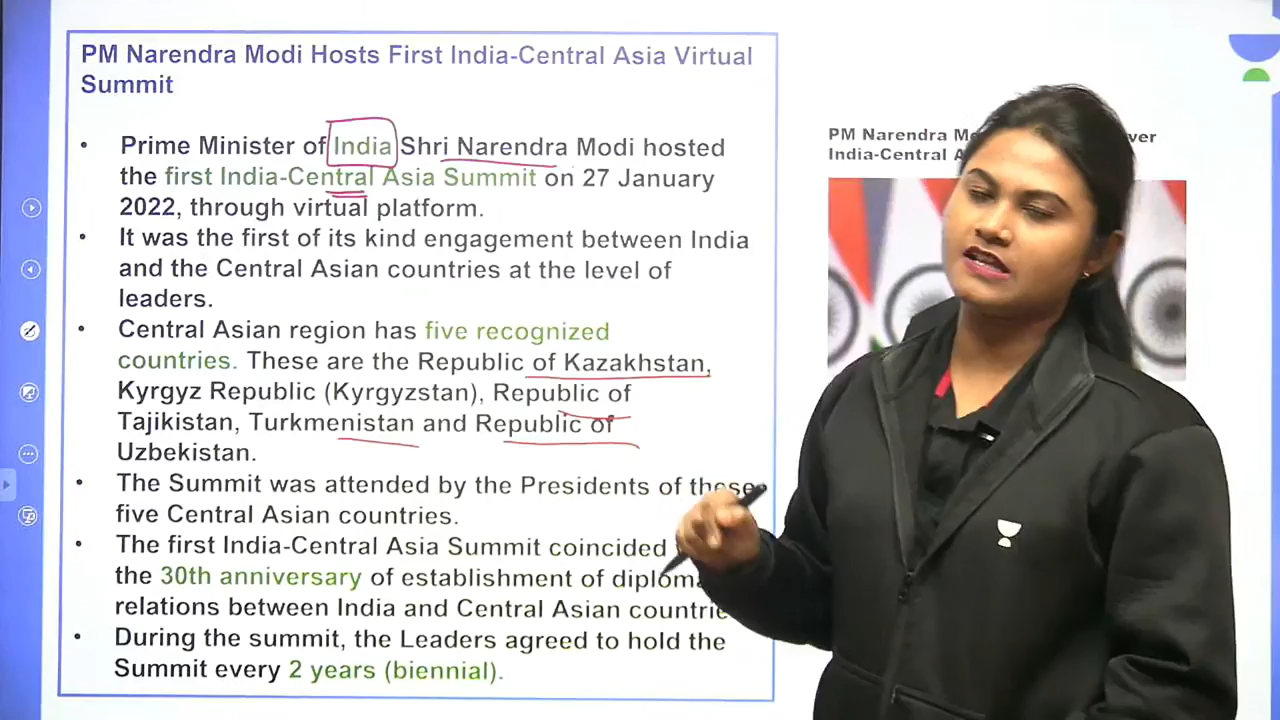 PM Narendra Modi Hosts First India-Central Asia Virtual
Summit
• Prime Minister of India Shri Narendra Modi hosted
the first India-Central Asia Summit on 27 January
2022, through virtual platform.
• It was the first of its kind engagement between India
and the Central Asian countries at the level of
leaders.
• Central Asian region has five recognized
countries. These are the Republic of Kazakhstan,
Kyrgyz Republic (Kyrgyzstan), Republic of
Tajikistan, Turkmenistan and Republic of
Uzbekistan.
• The Summit was attended by the Presidents of these
five Central Asian countries.
• The first India-Central Asia Summit coincided
the 30th anniversary of establishment of
relations between India and Central Asian
• During the summit, the Leaders agreed to hold the
Summit every 2 years (biennial).
PM Narendra
India-Central